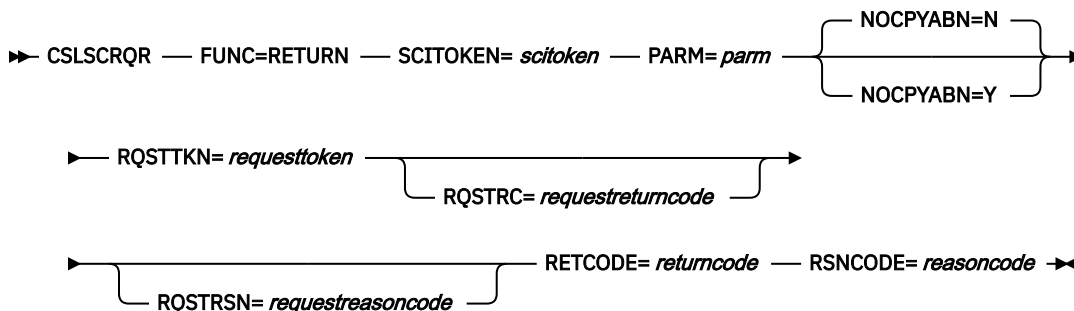 NOCPYABN=N
CSLSCRQR FUNC=RETURN SCITOKEN= scitoken PARM= parm
NOCPYABN=Y
RQSTTKN= requesttoken
RQSTRC= requestreturncode
RETCODE= returncode RSNCODE= reasoncode
RQSTRSN= requestreasoncode